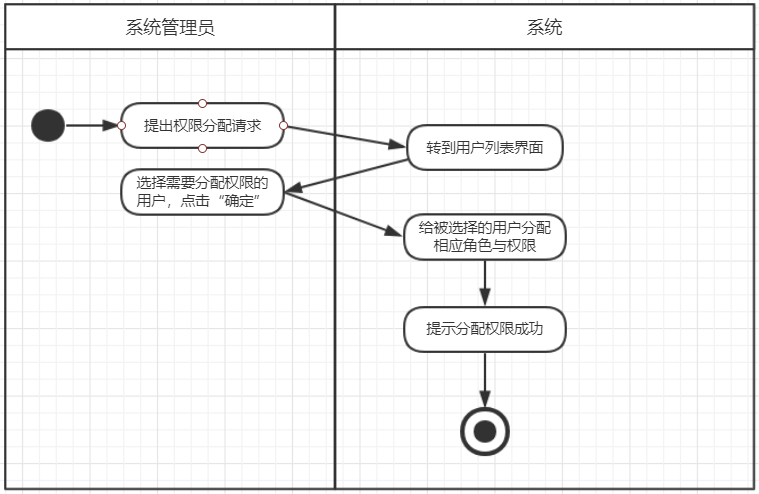 系统管理员
系统
提出权限分配请求
转到用户列表界面
选择需要分配权限的
用户，点击“确定”
给被选择的用户分配
相应角色与权限
提示分配权限成功